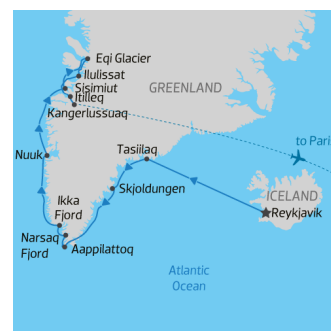 Eqi Glacier
Ilulissat
Sisimiut
Itilleq
Kangerlussuaq
GREENLAND
to Pari
Nuuk
Tasiilaq
Skjoldungen
ICELAND
Reykjavik
Ikka
Fjord
Narsaq
Fjord
Aappilattoq
Atlantic
Ocean